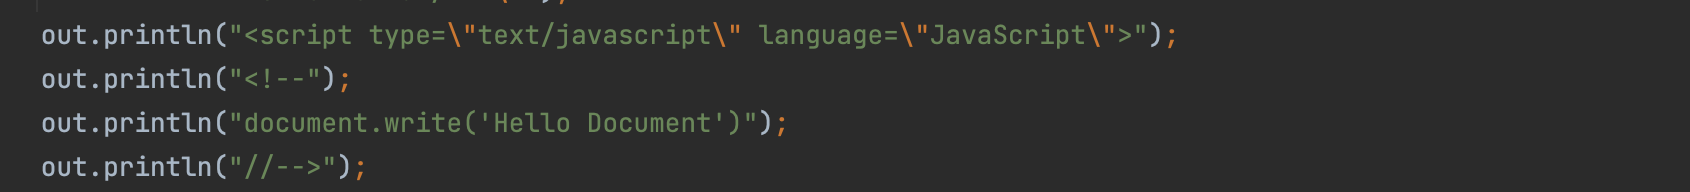 out.println("<script type=\"text/javascript\" language=\"JavaScript\">");
out.println("<!--");
out.println("document.write('Hello Document')");
out.println("//-->");